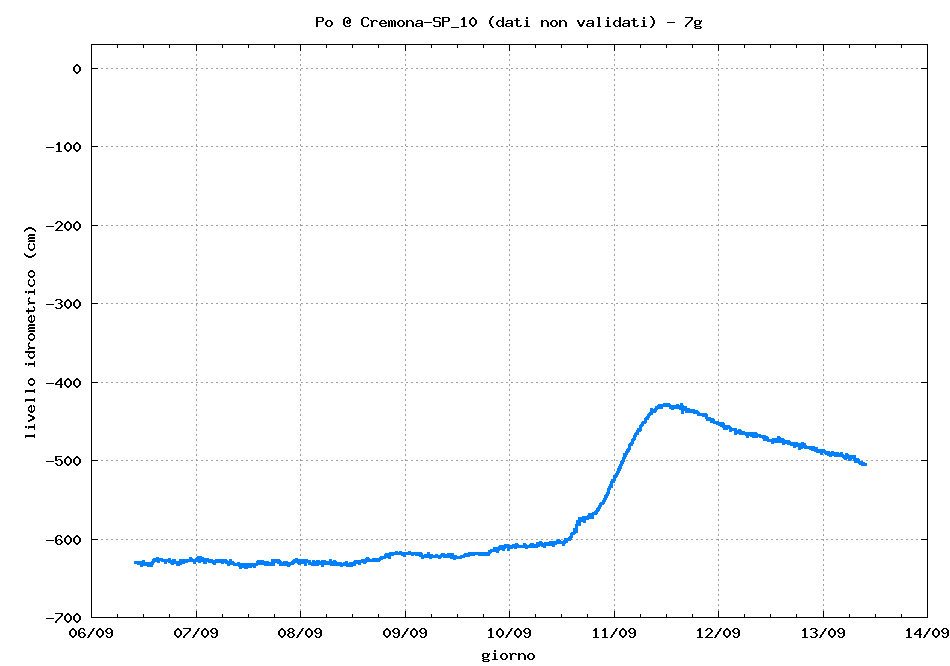 Po @ Cremona-SP_10 (dati non validati) - 7g
livello idrometrico (cm)
0
-100
-200
-300
-400
-500
-600
-700
06/09 07/09 08/09 09/09 10/09 11/09 12/09 13/09 14/09
giorno